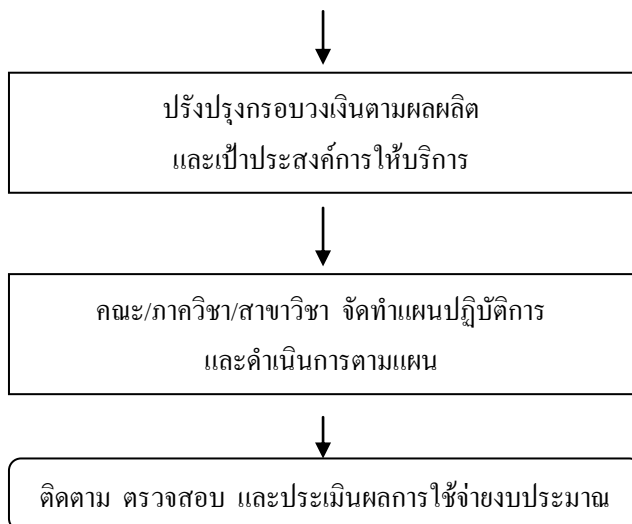 ปรังปรุงกรอบวงเงินตามผลผลิต
และเป้าประสงค์การให้บริการ
คณะ/ภาควิชา/สาขาวิชา จัดทำแผนปฏิบัติการ
และดำเนินการตามแผน
ติดตาม ตรวจสอบ และประเมินผลการใช้จ่ายงบประมาณ